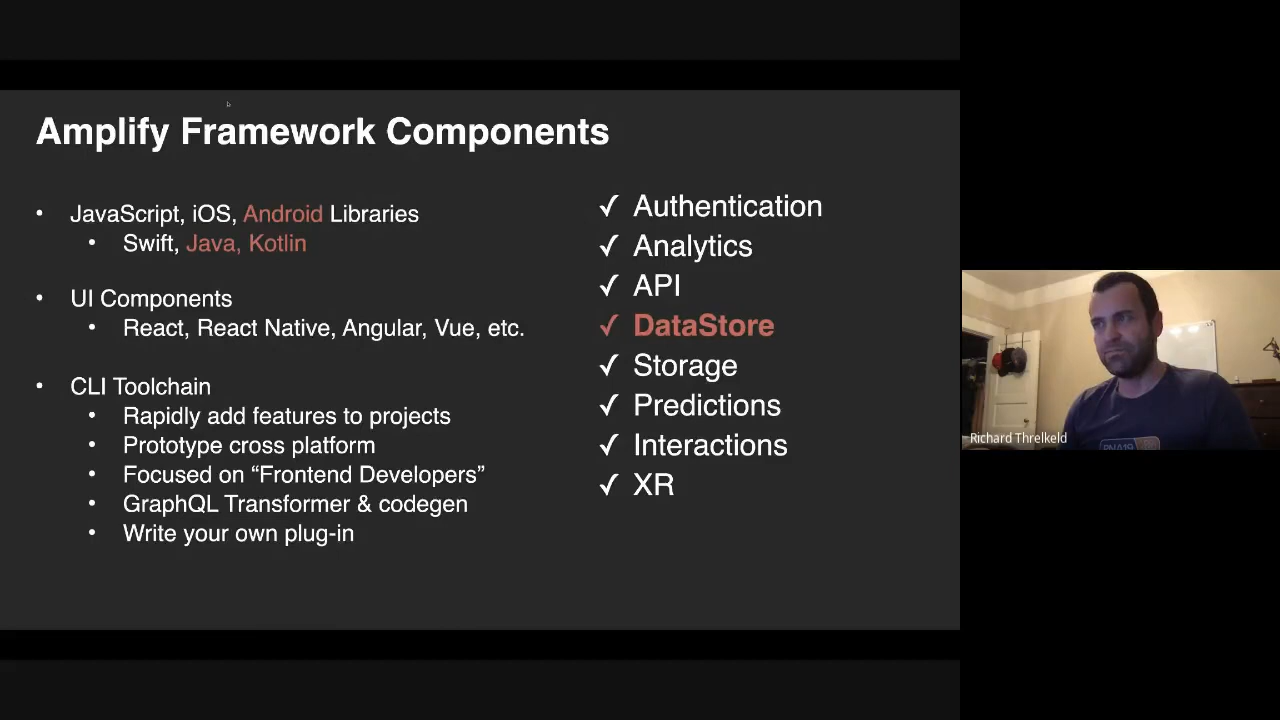 Amplify Framework Components
• JavaScript, iOS, Android Libraries
• Swift, Java, Kotlin
• UI Components
• React, React Native, Angular, Vue, etc.
• CLI Toolchain
• Rapidly add features to projects
• Prototype cross platform
• Focused on “Frontend Developers”
• GraphQL Transformer & codegen
• Write your own plug-in
✓ Authentication
✓ Analytics
✓ API
✓ DataStore
✓ Storage
✓ Predictions
✓ Interactions
✓ XR
Richard Threlkeld